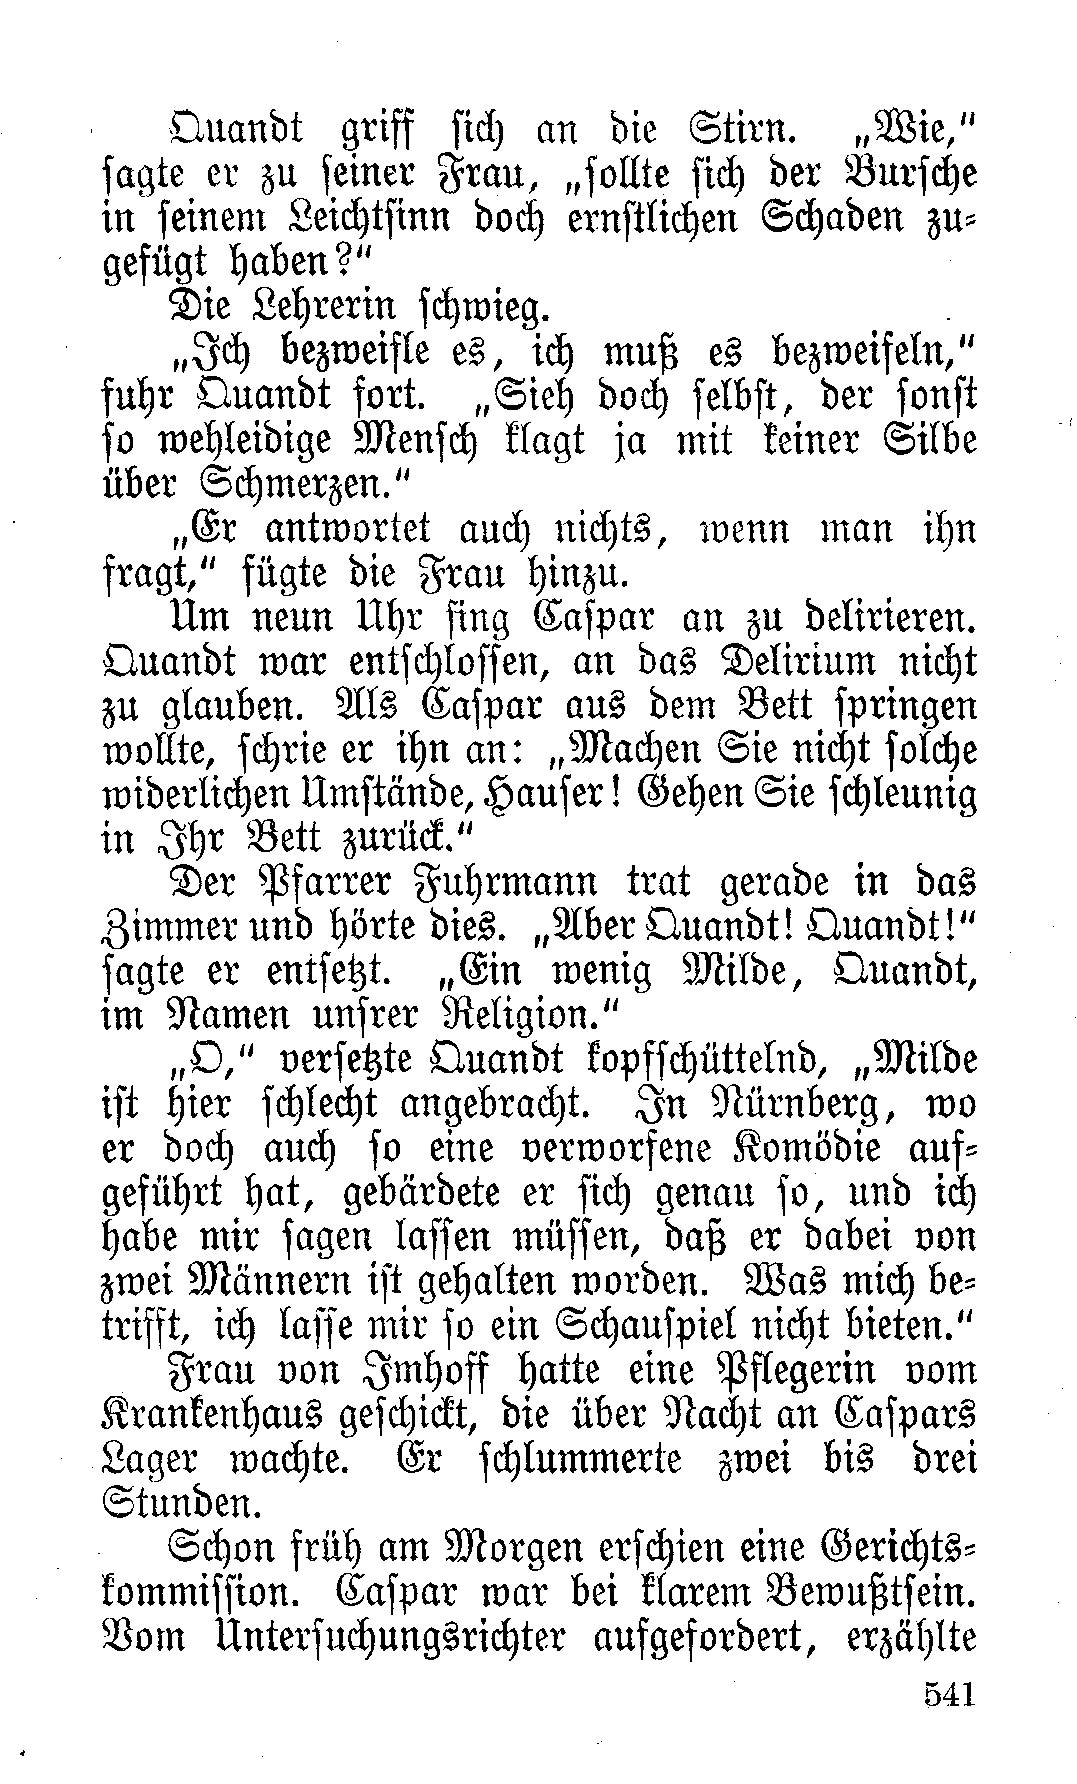 Quandt griff sich an die Stirn. „Wie,“
sagte er zu seiner Frau, „sollte sich der Bursche
in seinem Leichtsinn doch ernstlichen Schaden zu-
gefügt haben?“
Die Lehrerin schwieg.
„Ich bezweifle es, ich muß es bezweifeln,“
fuhr Quandt fort. „Sieh doch selbst, der sonst
so wehleidige Mensch klagt ja mit keiner Silbe
über Schmerzen.“
„Er antwortet auch nichts, wenn man ihn
fragt,“ fügte die Frau hinzu.
Um neun Uhr fing Caspar an zu delirieren.
Quandt war entschlossen, an das Delirium nicht
zu glauben. Als Caspar aus dem Bett springen
wollte, schrie er ihn an: „Machen Sie nicht solche
widerlichen Umstände, Hauser! Gehen Sie schleunig
in Ihr Bett zurück.“
Der Pfarrer Fuhrmann trat gerade in das
Zimmer und hörte dies. „Aber Quandt! Quandt!“
sagte er entsetzt. „Ein wenig Milde, Quandt,
im Namen unsrer Religion.“
„O,“ versetzte Quandt kopfschüttelnd, „Milde
ist hier schlecht angebracht. In Nürnberg, wo
er doch auch so eine verworfene Komödie auf-
geführt hat, gebärdete er sich genau so, und ich
habe mir sagen lassen müssen, daß er dabei von
zwei Männern ist gehalten worden. Was mich be-
trifft, ich lasse mir so ein Schauspiel nicht bieten.“
Frau von Imhoff hatte eine Pflegerin vom
Krankenhaus geschickt, die über Nacht an Caspars
Lager wachte. Er schlummerte zwei bis drei
Stunden.
Schon früh am Morgen erschien eine Gerichts-
kommission. Caspar war bei klarem Bewußtsein.
Vom Untersuchungsrichter aufgefordert, erzählte
541